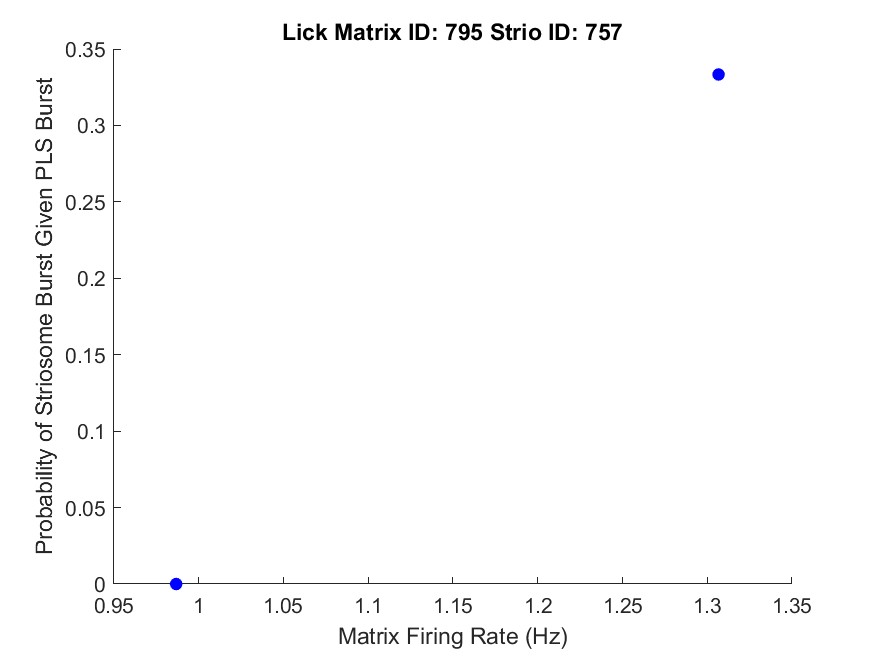 Lick Matrix ID: 795 Strio ID: 757
Probability of Striosome Burst Given PLS Burst
0.35
0.3
0.25
0.2
0.15
0.1
0.05
0
0.95 1 1.05 1.1 1.15 1.2 1.25 1.3 1.35
Matrix Firing Rate (Hz)